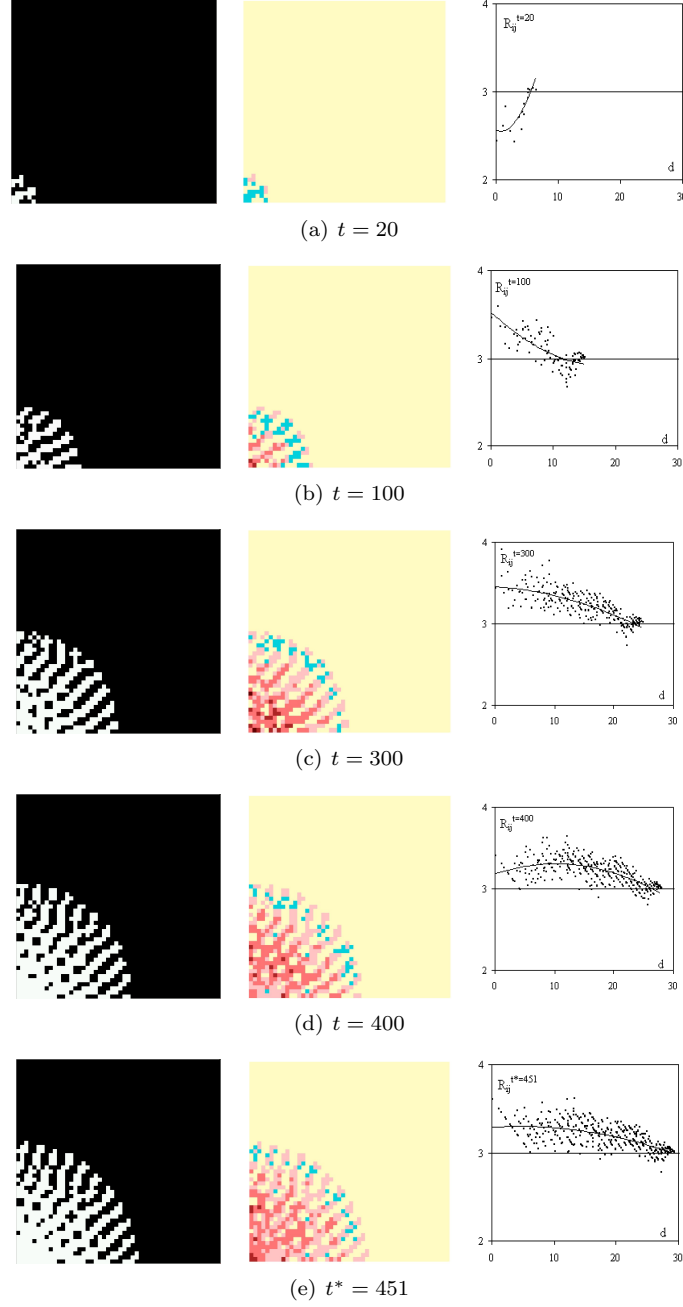 4
R_ij^t=20
3
d
2
0 10 20 30
(a) t = 20
4
R_ij^t=100
3
d
2
0 10 20 30
(b) t = 100
4
R_ij^t=300
3
d
2
0 10 20 30
(c) t = 300
4
R_ij^t=400
3
d
2
0 10 20 30
(d) t = 400
4
R_ij^t*=451
3
d
2
0 10 20 30
(e) t* = 451